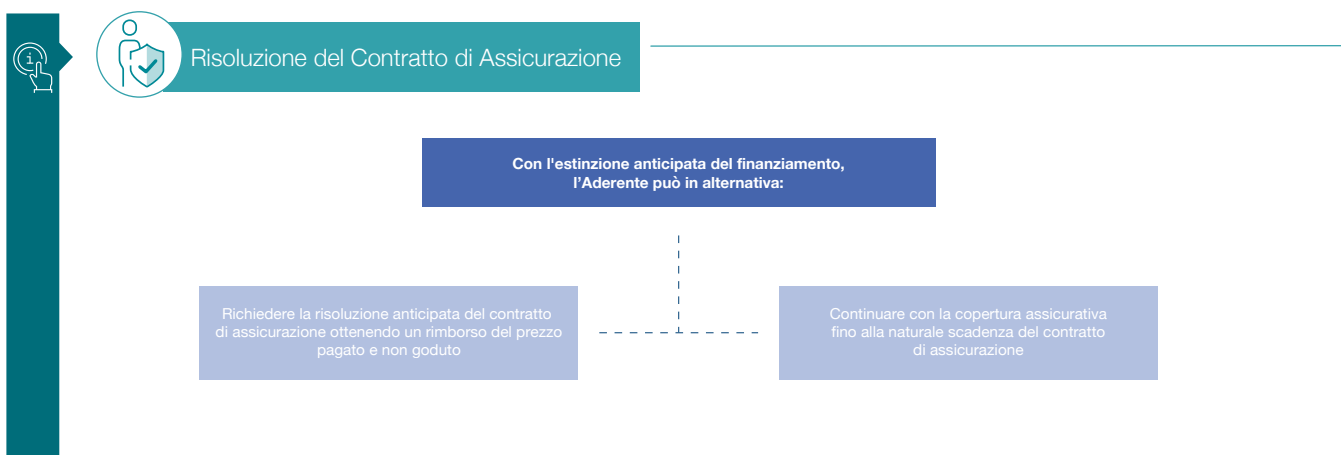 Risoluzione del Contratto di Assicurazione
Con l'estinzione anticipata del finanziamento,
l’Aderente può in alternativa:
Richiedere la risoluzione anticipata del contratto
di assicurazione ottenendo un rimborso del prezzo
pagato e non goduto
Continuare con la copertura assicurativa
fino alla naturale scadenza del contratto
di assicurazione